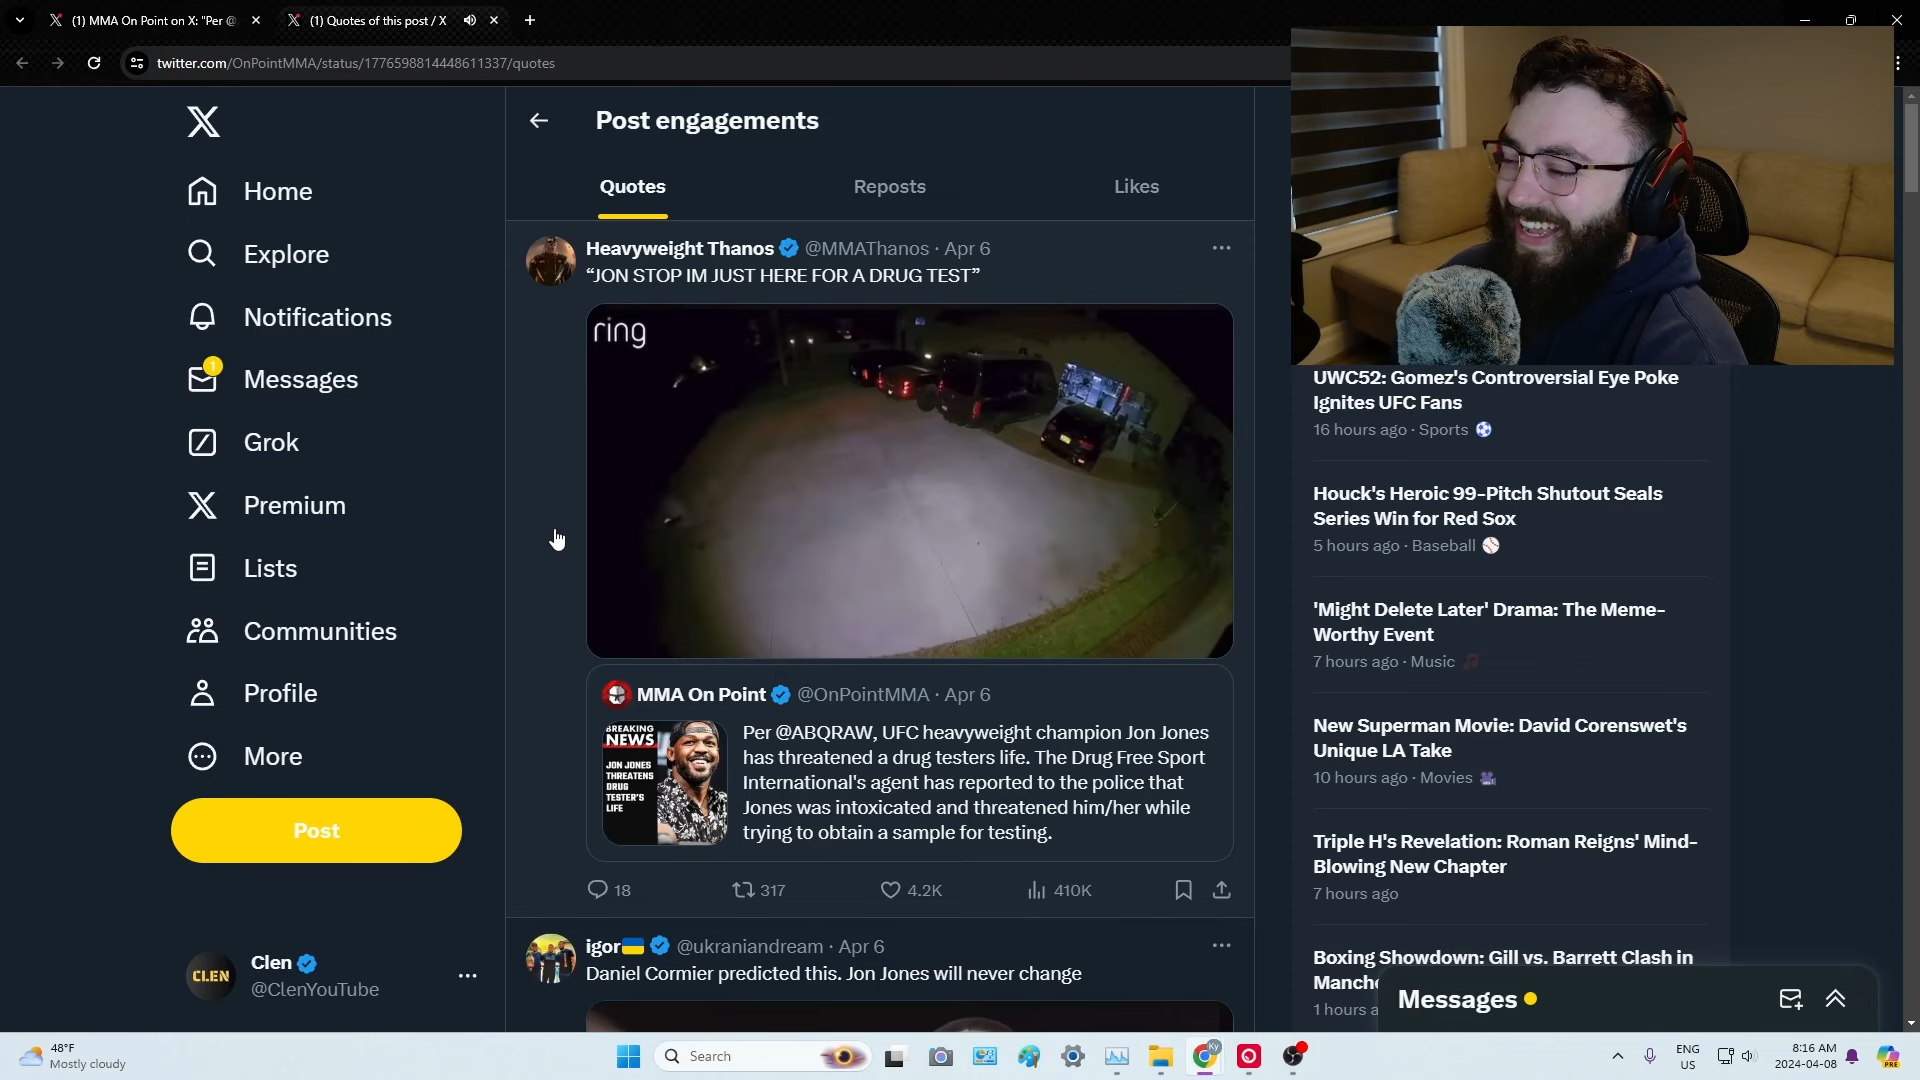 (1) MMA On Point on X: "Per @
(1) Quotes of this post / X
twitter.com/OnPointMMA/status/1776598814448611337/quotes
Home
Explore
Notifications
1
Messages
Grok
Premium
Lists
Communities
Profile
More
Post
CLEN
Clen
@ClenYouTube
Post engagements
Quotes
Reposts
Likes
Heavyweight Thanos @MMAThanos · Apr 6
“JON STOP IM JUST HERE FOR A DRUG TEST”
ring
MMA On Point @OnPointMMA · Apr 6
BREAKING
NEWS
JON JONES
THREATENS
DRUG
TESTER'S
LIFE
Per @ABQRAW, UFC heavyweight champion Jon Jones
has threatened a drug testers life. The Drug Free Sport
International's agent has reported to the police that
Jones was intoxicated and threatened him/her while
trying to obtain a sample for testing.
18
317
4.2K
410K
igor @ukraniandream · Apr 6
Daniel Cormier predicted this. Jon Jones will never change
UWC52: Gomez's Controversial Eye Poke
Ignites UFC Fans
16 hours ago · Sports
Houck's Heroic 99-Pitch Shutout Seals
Series Win for Red Sox
5 hours ago · Baseball
'Might Delete Later' Drama: The Meme-
Worthy Event
7 hours ago · Music
New Superman Movie: David Corenswet's
Unique LA Take
10 hours ago · Movies
Triple H's Revelation: Roman Reigns' Mind-
Blowing New Chapter
7 hours ago
Boxing Showdown: Gill vs. Barrett Clash in
Manch
1 hours a
Messages
48°F
Mostly cloudy
Search
Ky
ENG
US
8:16 AM
2024-04-08
PRE